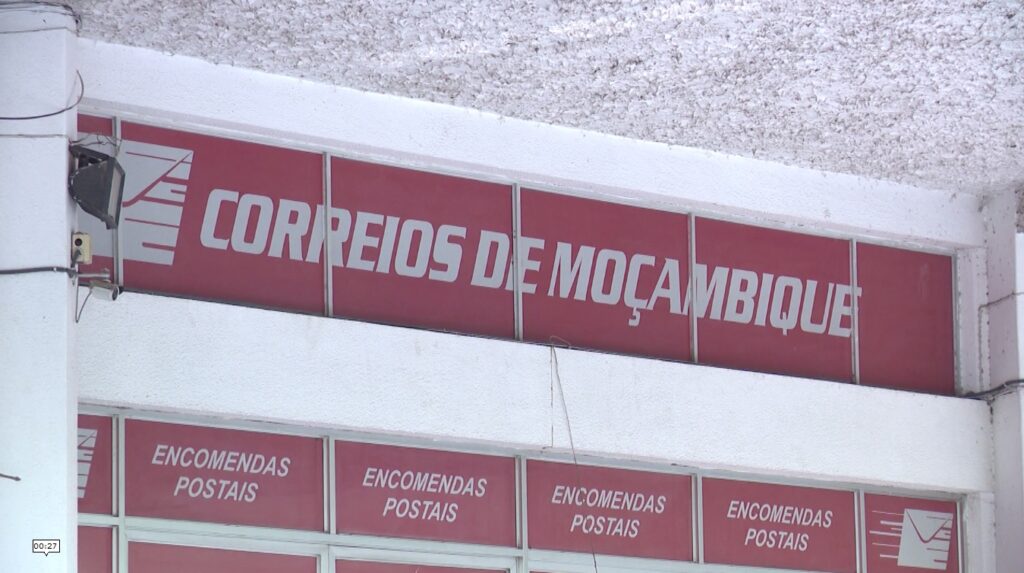 CORREIOS DE MOÇAMBIQUE
ENCOMENDAS
POSTAIS
ENCOMENDAS
POSTAIS
ENCOMENDAS
POSTAIS
ENCOMENDAS
POSTAIS
00:27